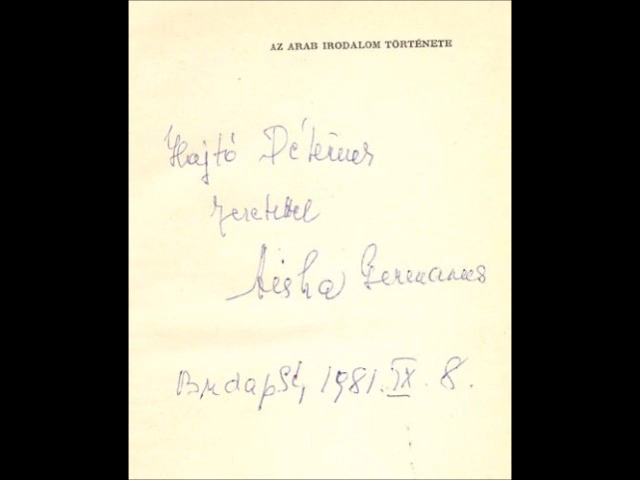 AZ ARAB IRODALOM TÖRTÉNETE
Hajtó Péternek
szeretettel
Aisha Germanus
Budapest, 1981. IX. 8.